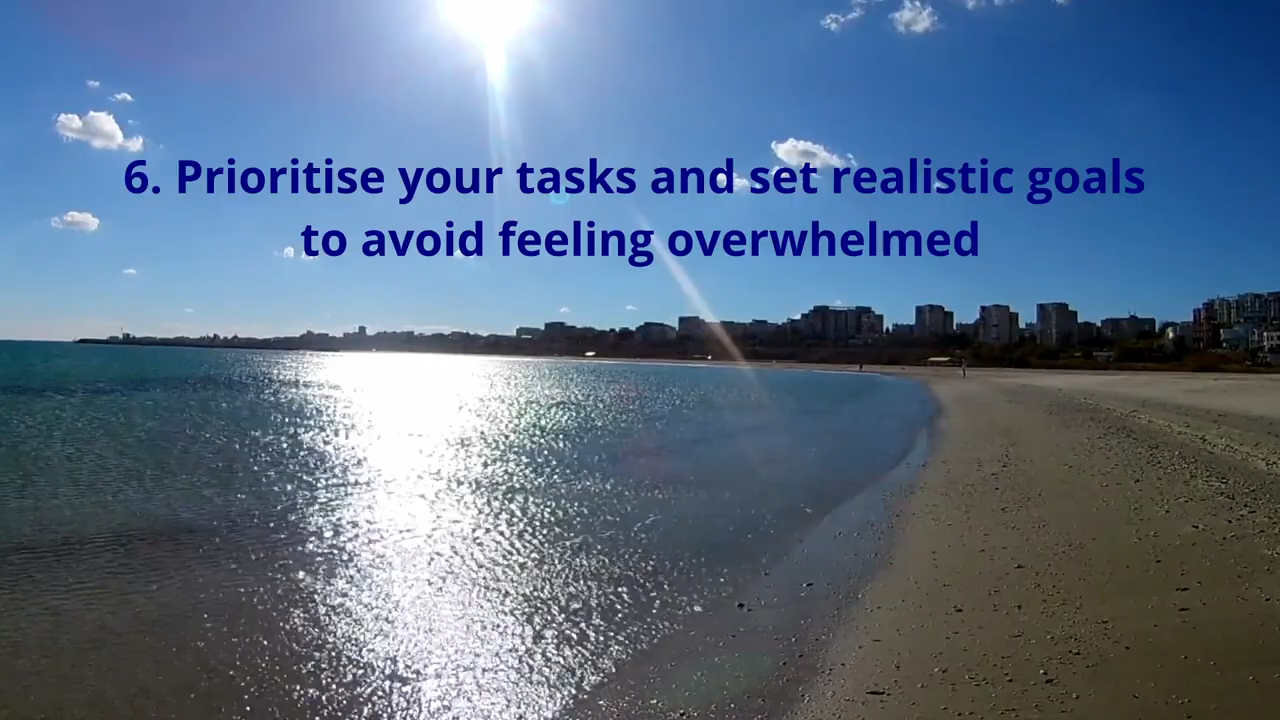 6. Prioritise your tasks and set realistic goals
to avoid feeling overwhelmed